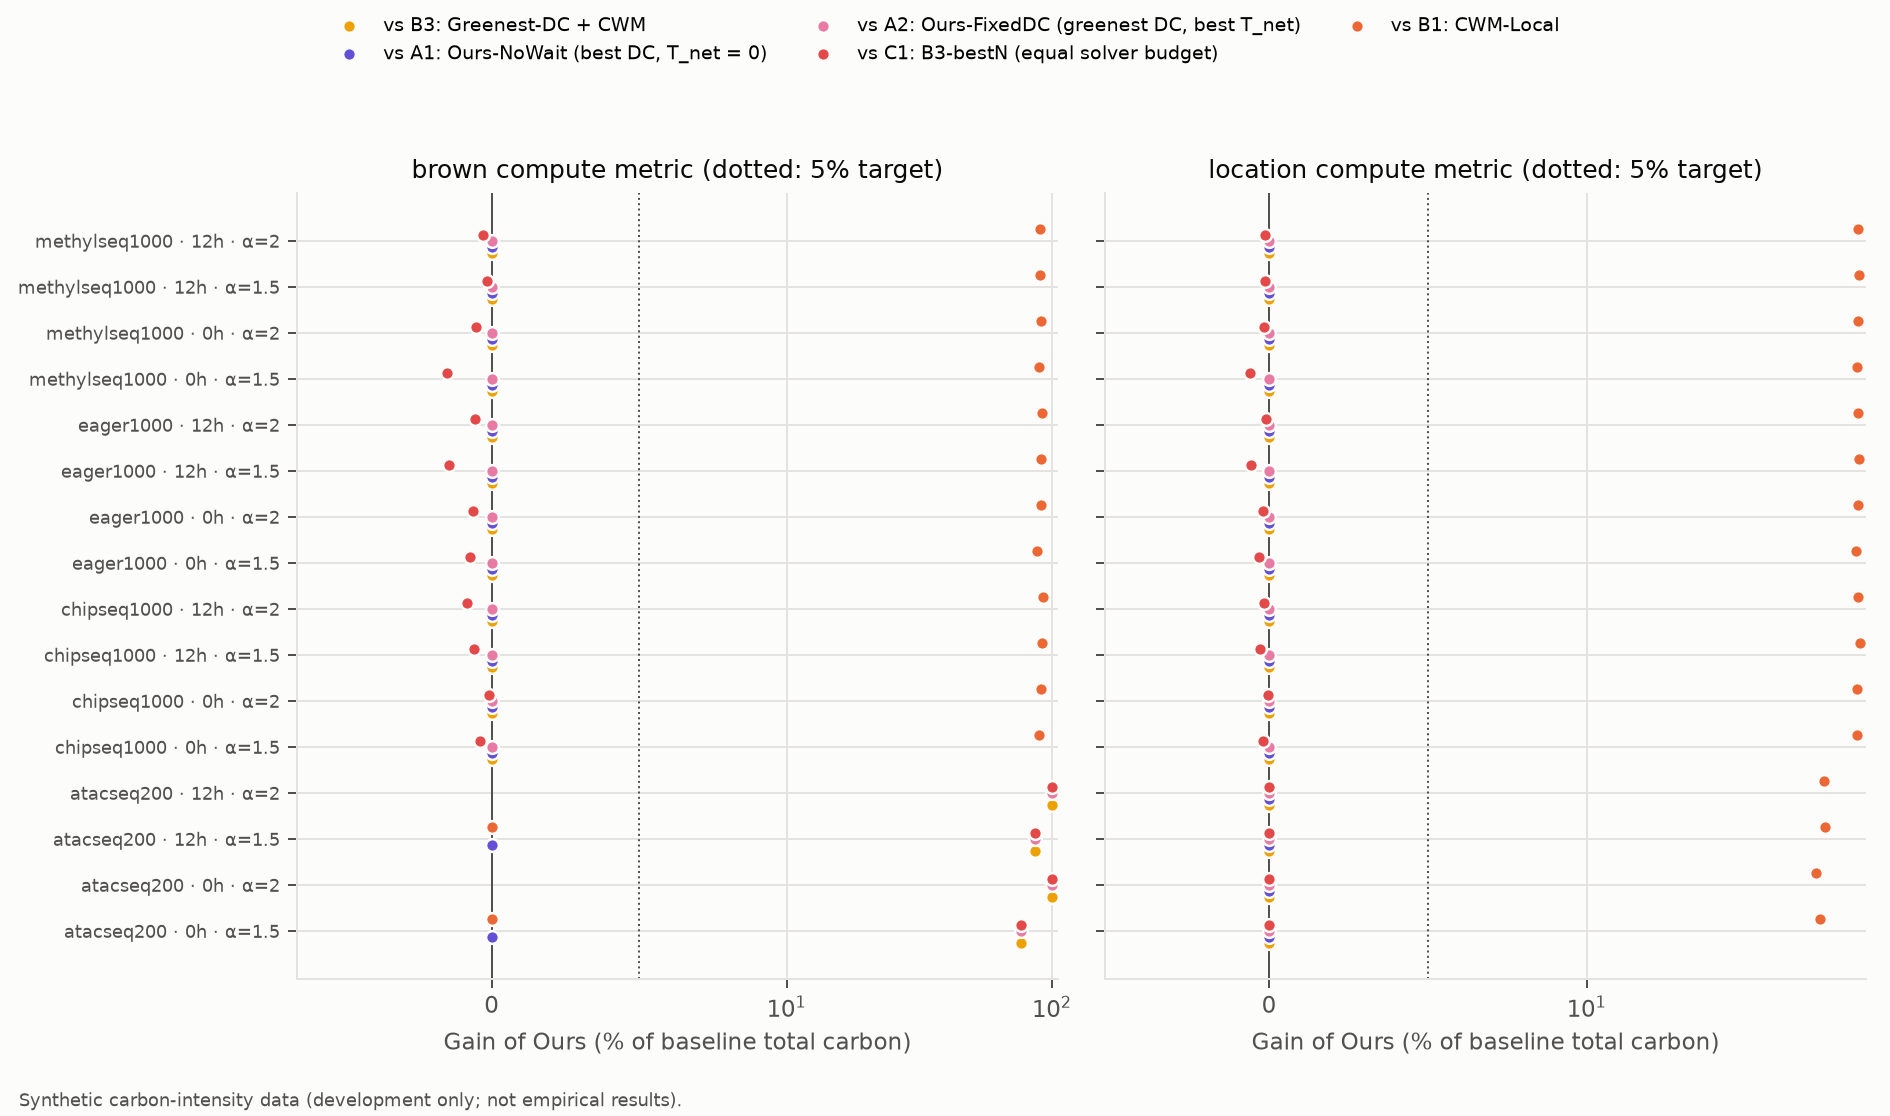 vs B3: Greenest-DC + CWM
vs A1: Ours-NoWait (best DC, T_net = 0)
vs A2: Ours-FixedDC (greenest DC, best T_net)
vs C1: B3-bestN (equal solver budget)
vs B1: CWM-Local
brown compute metric (dotted: 5% target)
location compute metric (dotted: 5% target)
methylseq1000 · 12h · α=2
methylseq1000 · 12h · α=1.5
methylseq1000 · 0h · α=2
methylseq1000 · 0h · α=1.5
eager1000 · 12h · α=2
eager1000 · 12h · α=1.5
eager1000 · 0h · α=2
eager1000 · 0h · α=1.5
chipseq1000 · 12h · α=2
chipseq1000 · 12h · α=1.5
chipseq1000 · 0h · α=2
chipseq1000 · 0h · α=1.5
atacseq200 · 12h · α=2
atacseq200 · 12h · α=1.5
atacseq200 · 0h · α=2
atacseq200 · 0h · α=1.5
0 10¹ 10²
0 10¹
Gain of Ours (% of baseline total carbon)
Gain of Ours (% of baseline total carbon)
Synthetic carbon-intensity data (development only; not empirical results).